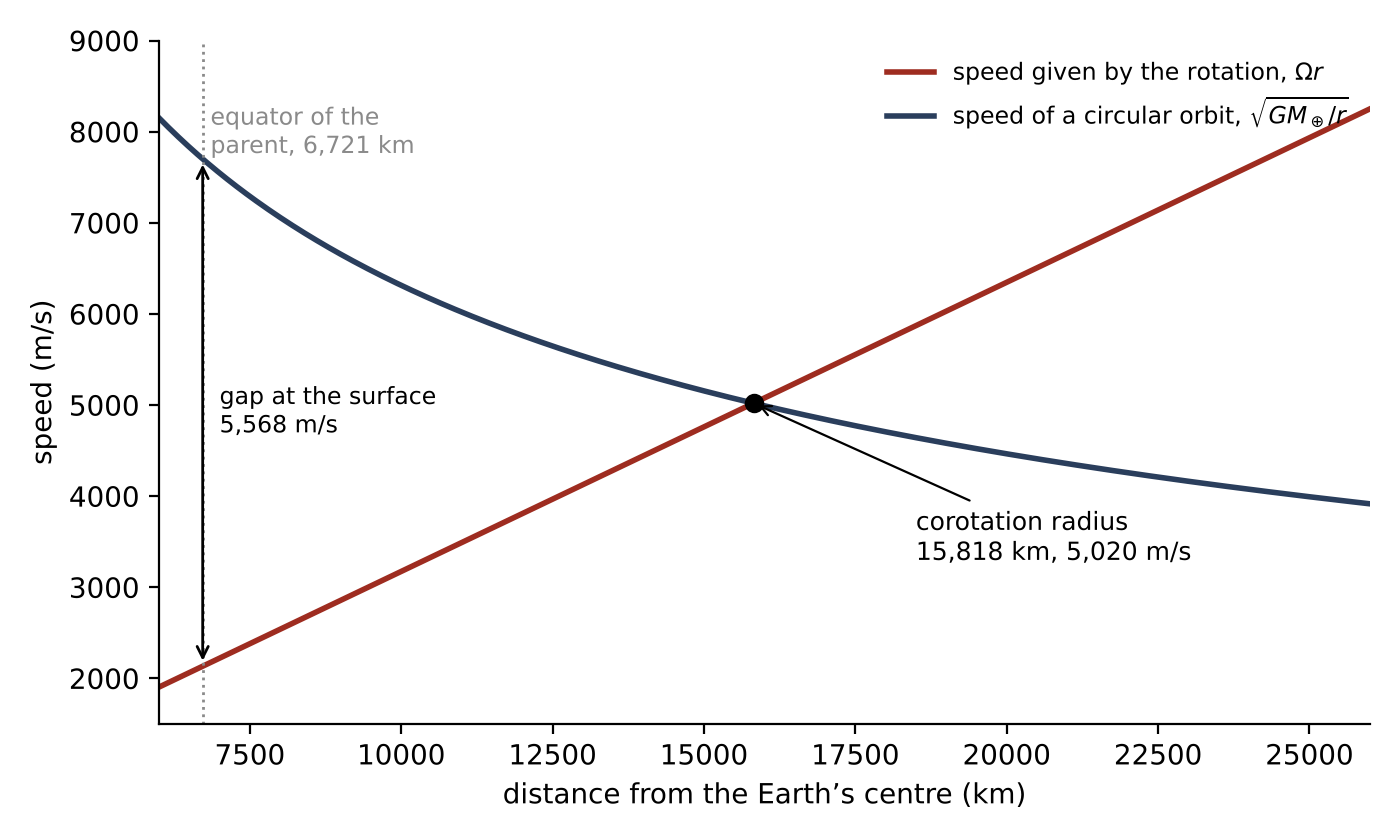 speed given by the rotation, Ωr
speed of a circular orbit, √GM⊕/r
equator of the
parent, 6,721 km
gap at the surface
5,568 m/s
corotation radius
15,818 km, 5,020 m/s
speed (m/s)
9000
8000
7000
6000
5000
4000
3000
2000
7500 10000 12500 15000 17500 20000 22500 25000
distance from the Earth’s centre (km)